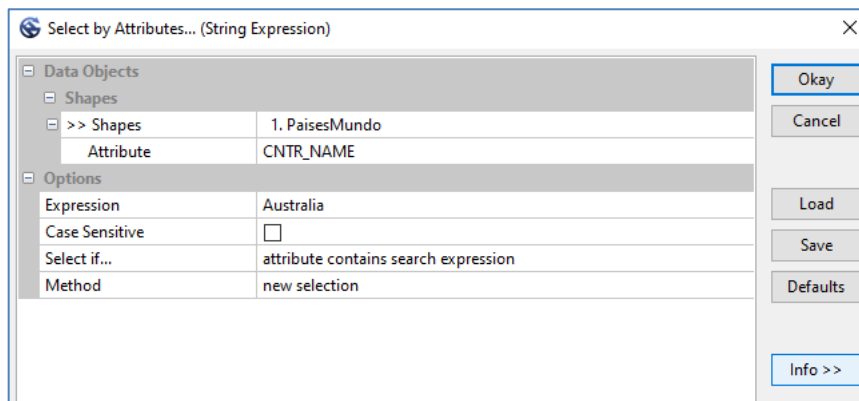 Select by Attributes... (String Expression)
Data Objects
Shapes
>> Shapes 1. PaisesMundo
Attribute CNTR_NAME
Options
Expression Australia
Case Sensitive
Select if... attribute contains search expression
Method new selection
Okay
Cancel
Load
Save
Defaults
Info >>